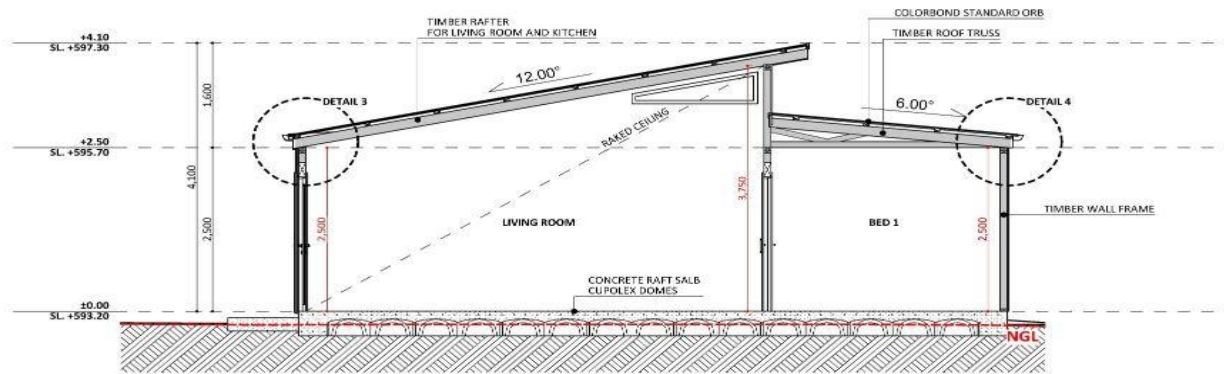 COLORBOND STANDARD ORB
TIMBER RAFTER
FOR LIVING ROOM AND KITCHEN
TIMBER ROOF TRUSS
+4.10
SL. +597.30
12.00°
1,600
DETAIL 3
6.00°
DETAIL 4
RAKED CEILING
+2.50
SL. +595.70
4,100
3,750
2,500
2,500
LIVING ROOM
BED 1
2,500
TIMBER WALL FRAME
CONCRETE RAFT SALB
CUPOLEX DOMES
±0.00
SL. +593.20
NGL